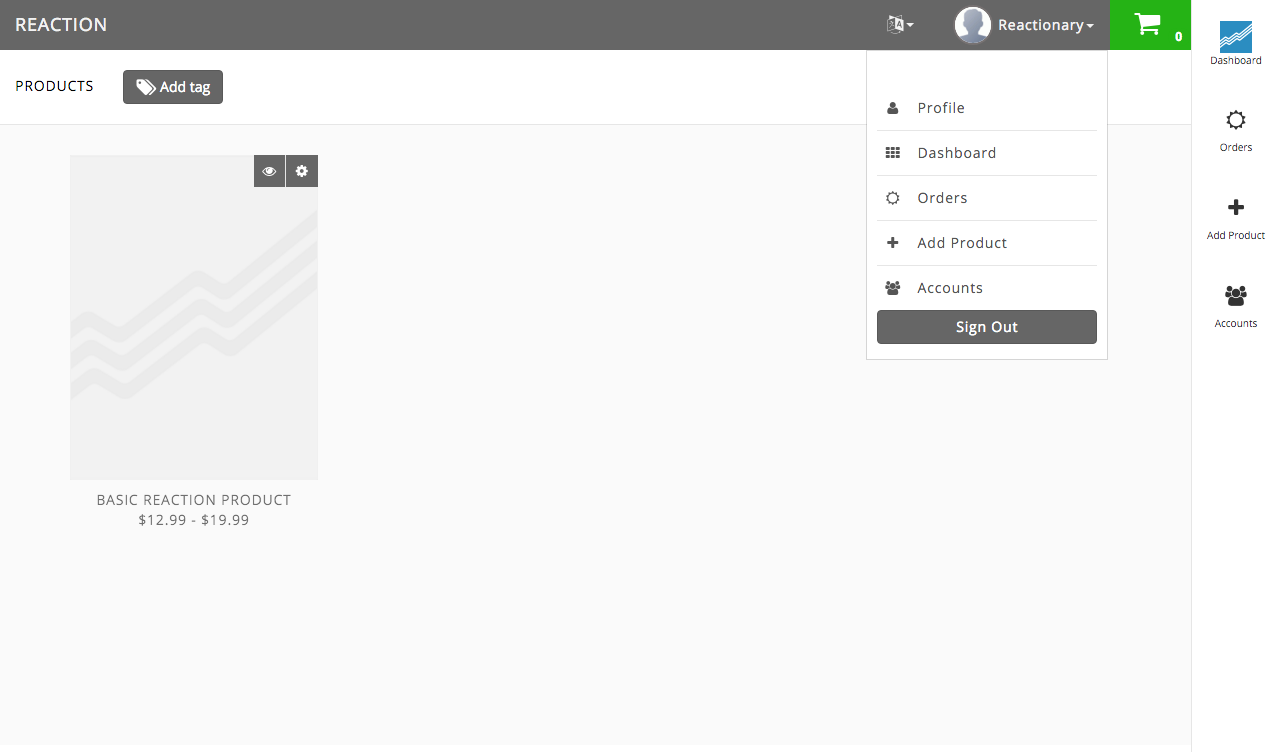 REACTION
Reactionary
0
PRODUCTS
Add tag
Profile
Dashboard
Orders
Add Product
Accounts
Sign Out
BASIC REACTION PRODUCT
$12.99 - $19.99
Dashboard
Orders
Add Product
Accounts